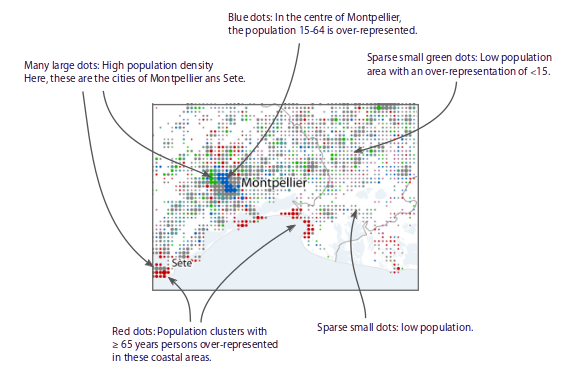 Blue dots: In the centre of Montpellier,
the population 15-64 is over-represented.
Many large dots: High population density
Here, these are the cities of Montpellier ans Sete.
Sparse small green dots: Low population
area with an over-representation of <15.
Montpellier
Sète
Red dots: Population clusters with
≥ 65 years persons over-represented
in these coastal areas.
Sparse small dots: low population.